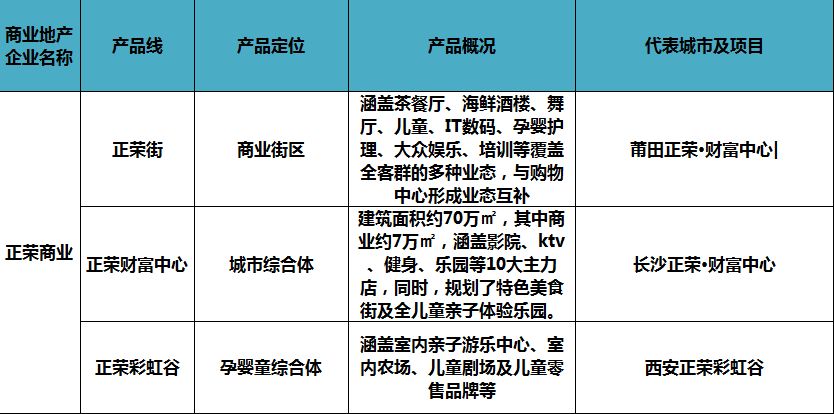 商业地产
企业名称
产品线
产品定位
产品概况
代表城市及项目
正荣商业
正荣街
商业街区
涵盖茶餐厅、海鲜酒楼、舞
厅、儿童、IT数码、孕婴护
理、大众娱乐、培训等覆盖
全客群的多种业态，与购物
中心形成业态互补
莆田正荣·财富中心
正荣财富中心
城市综合体
建筑面积约70万㎡，其中商
业约7万㎡，涵盖影院、ktv
、健身、乐园等10大主力
店，同时，规划了特色美食
街及全儿童亲子体验乐园。
长沙正荣·财富中心
正荣彩虹谷
孕婴童综合体
涵盖室内亲子游乐中心、室
内农场、儿童剧场及儿童零
售品牌等
西安正荣彩虹谷